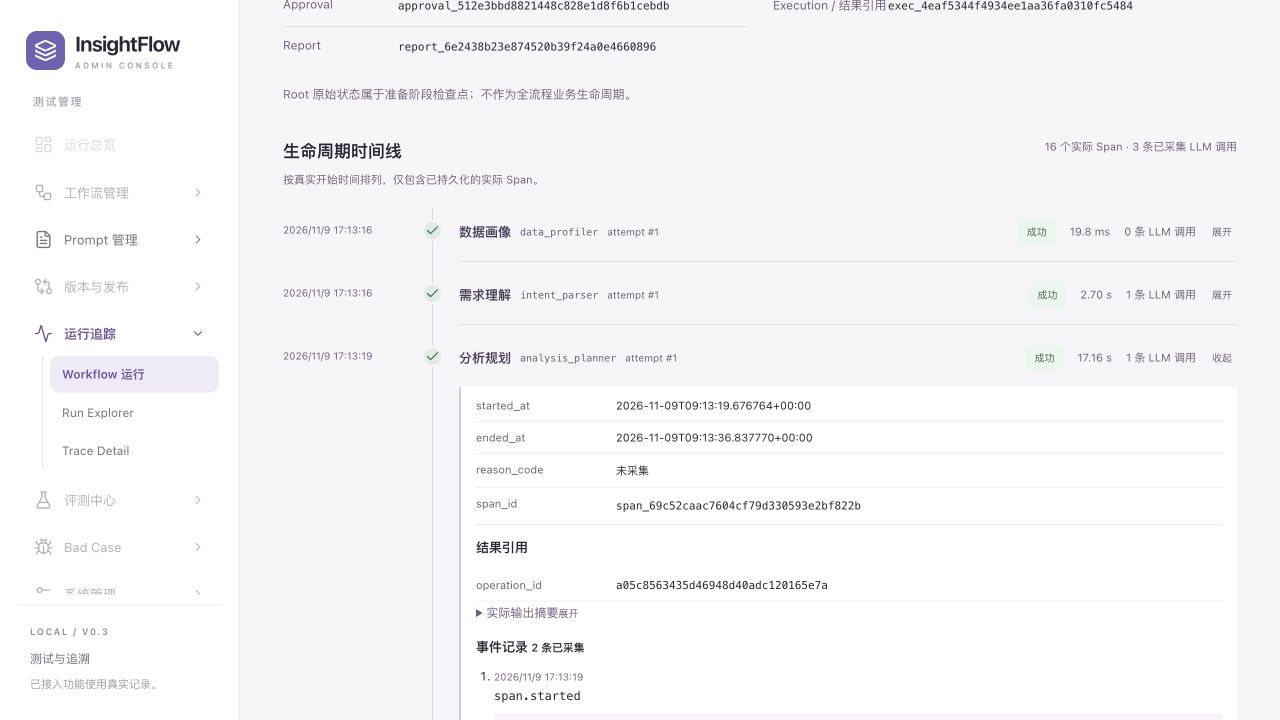 InsightFlow
ADMIN CONSOLE
测试管理
运行总览
工作流管理
Prompt 管理
版本与发布
运行追踪
Workflow 运行
Run Explorer
Trace Detail
评测中心
Bad Case
系统管理
LOCAL / V0.3
测试与追溯
已接入功能使用真实记录。
Approval approval_512e3bbd8821448c828e1d8f6b1cebdb Execution / 结果引用 exec_4eaf5344f4934ee1aa36fa0310fc5484
Report report_6e2438b23e874520b39f24a0e4660896
Root 原始状态属于准备阶段检查点；不作为全流程业务生命周期。
生命周期时间线 16 个实际 Span · 3 条已采集 LLM 调用
按真实开始时间排列，仅包含已持久化的实际 Span。
2026/11/9 17:13:16 数据画像 data_profiler attempt #1 成功 19.8 ms 0 条 LLM 调用 展开
2026/11/9 17:13:16 需求理解 intent_parser attempt #1 成功 2.70 s 1 条 LLM 调用 展开
2026/11/9 17:13:19 分析规划 analysis_planner attempt #1 成功 17.16 s 1 条 LLM 调用 收起
started_at 2026-11-09T09:13:19.676764+00:00
ended_at 2026-11-09T09:13:36.837770+00:00
reason_code 未采集
span_id span_69c52caac7604cf79d330593e2bf822b
结果引用
operation_id a05c8563435d46948d40adc120165e7a
实际输出摘要展开
事件记录 2 条已采集
1. 2026/11/9 17:13:19
span.started